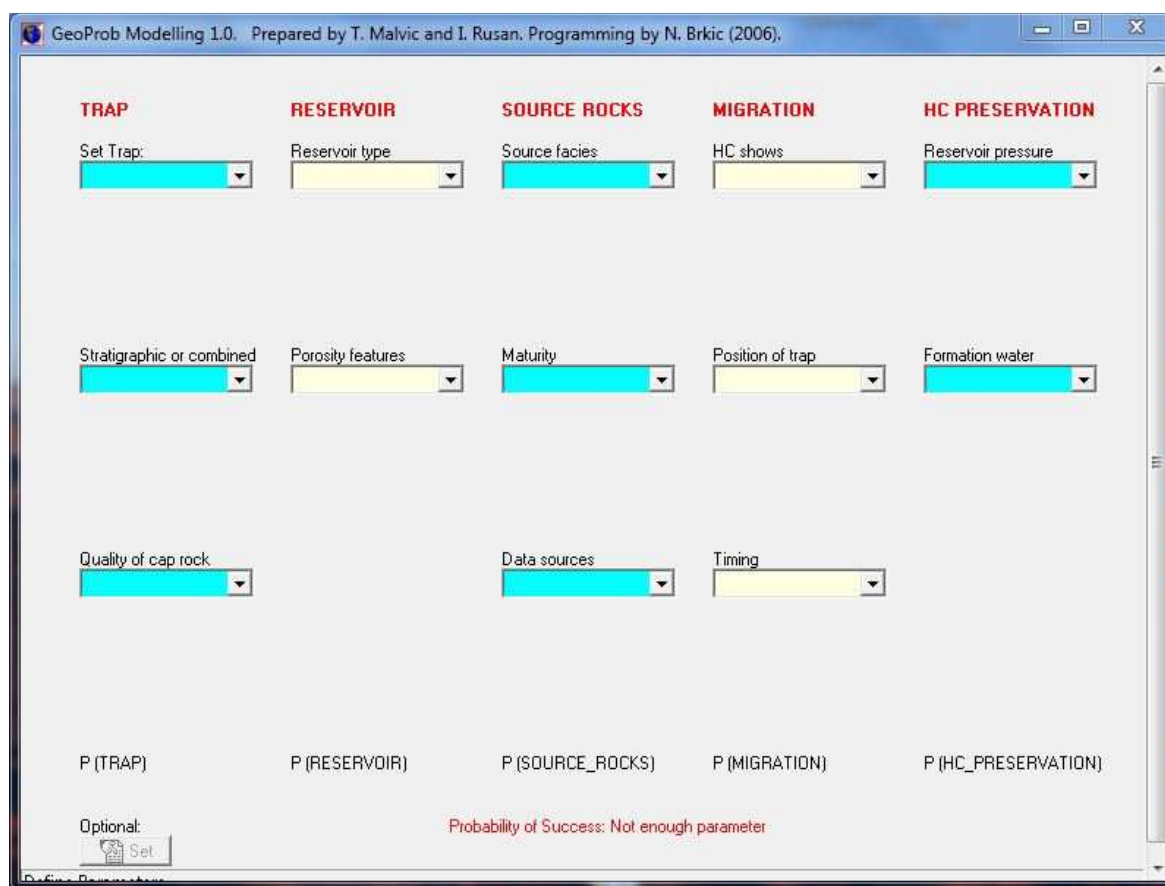 GeoProb Modelling 1.0. Prepared by T. Malvic and I. Rusan. Programming by N. Brkic (2006).
TRAP RESERVOIR SOURCE ROCKS MIGRATION HC PRESERVATION
Set Trap: Reservoir type Source facies HC shows Reservoir pressure
Stratigraphic or combined Porosity features Maturity Position of trap Formation water
Quality of cap rock Data sources Timing
P (TRAP) P (RESERVOIR) P (SOURCE_ROCKS) P (MIGRATION) P (HC_PRESERVATION)
Optional: Probability of Success: Not enough parameter
Set
Define Parameters